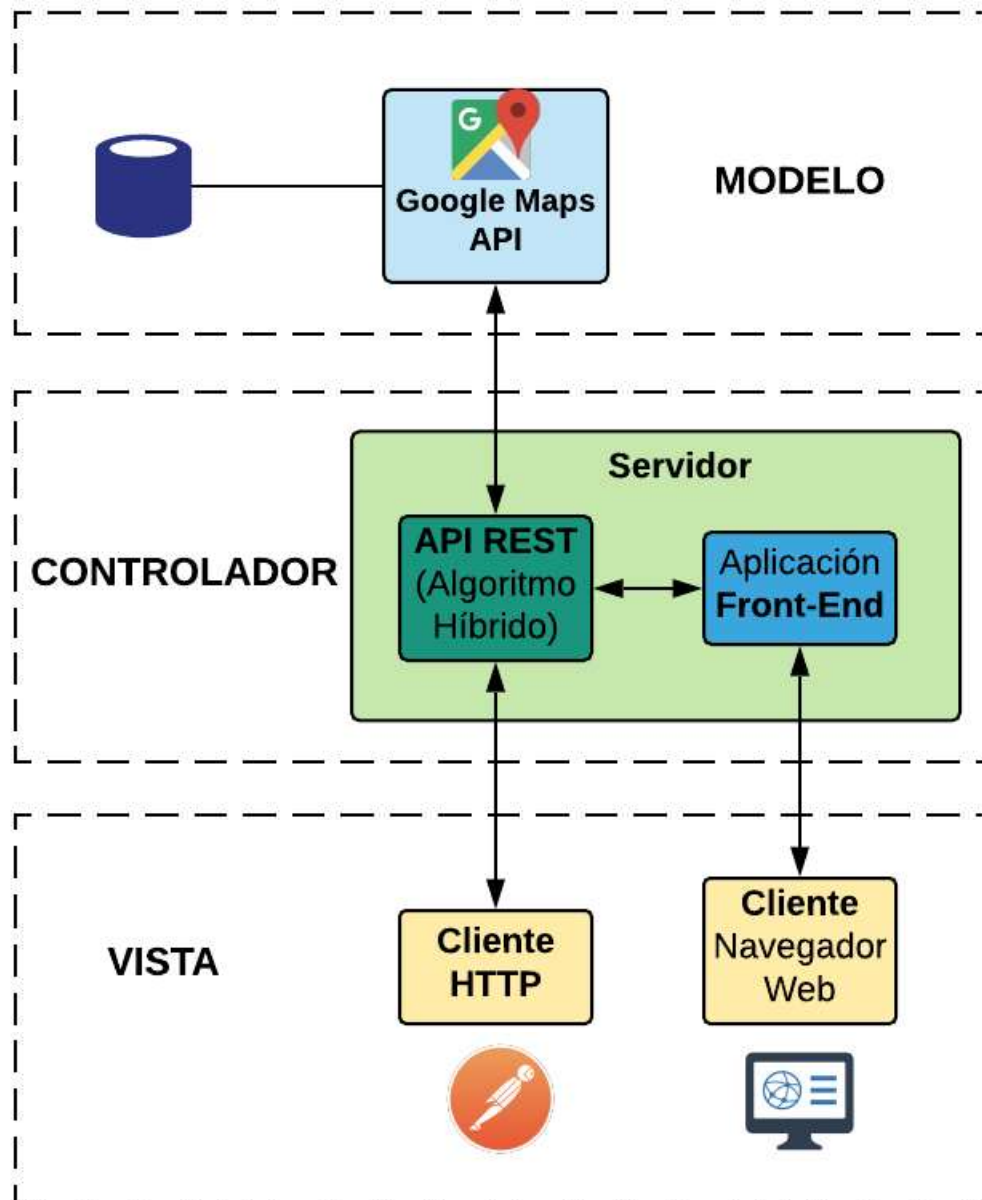 G
Google Maps
API
MODELO
Servidor
API REST
(Algoritmo
Híbrido)
Aplicación
Front-End
CONTROLADOR
VISTA
Cliente
HTTP
Cliente
Navegador
Web